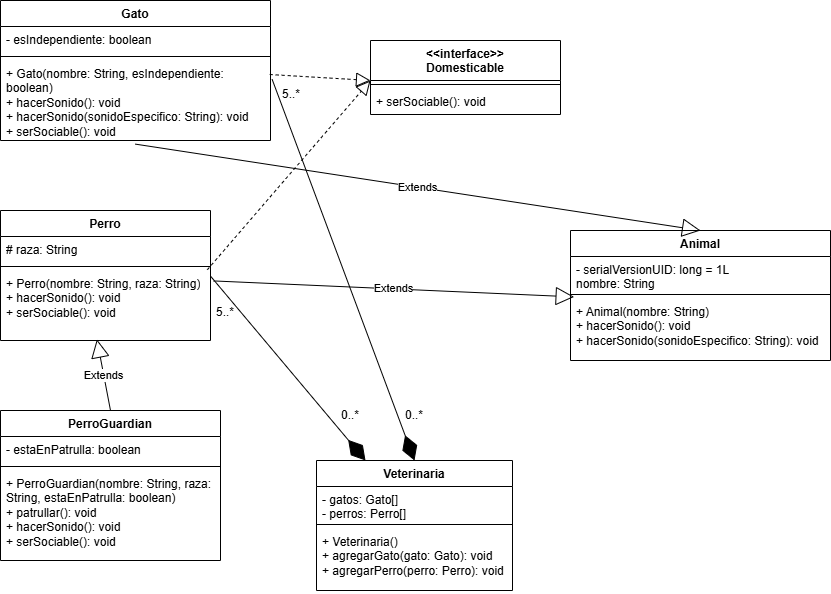 Gato
- esIndependiente: boolean
+ Gato(nombre: String, esIndependiente:
boolean)
+ hacerSonido(): void
+ hacerSonido(sonidoEspecifico: String): void
+ serSociable(): void
<<interface>>
Domesticable
+ serSociable(): void
5..*
Extends
Perro
# raza: String
+ Perro(nombre: String, raza: String)
+ hacerSonido(): void
+ serSociable(): void
Animal
- serialVersionUID: long = 1L
nombre: String
+ Animal(nombre: String)
+ hacerSonido(): void
+ hacerSonido(sonidoEspecifico: String): void
Extends
5..*
Extends
0..*
0..*
PerroGuardian
- estaEnPatrulla: boolean
+ PerroGuardian(nombre: String, raza:
String, estaEnPatrulla: boolean)
+ patrullar(): void
+ hacerSonido(): void
+ serSociable(): void
Veterinaria
- gatos: Gato[]
- perros: Perro[]
+ Veterinaria()
+ agregarGato(gato: Gato): void
+ agregarPerro(perro: Perro): void